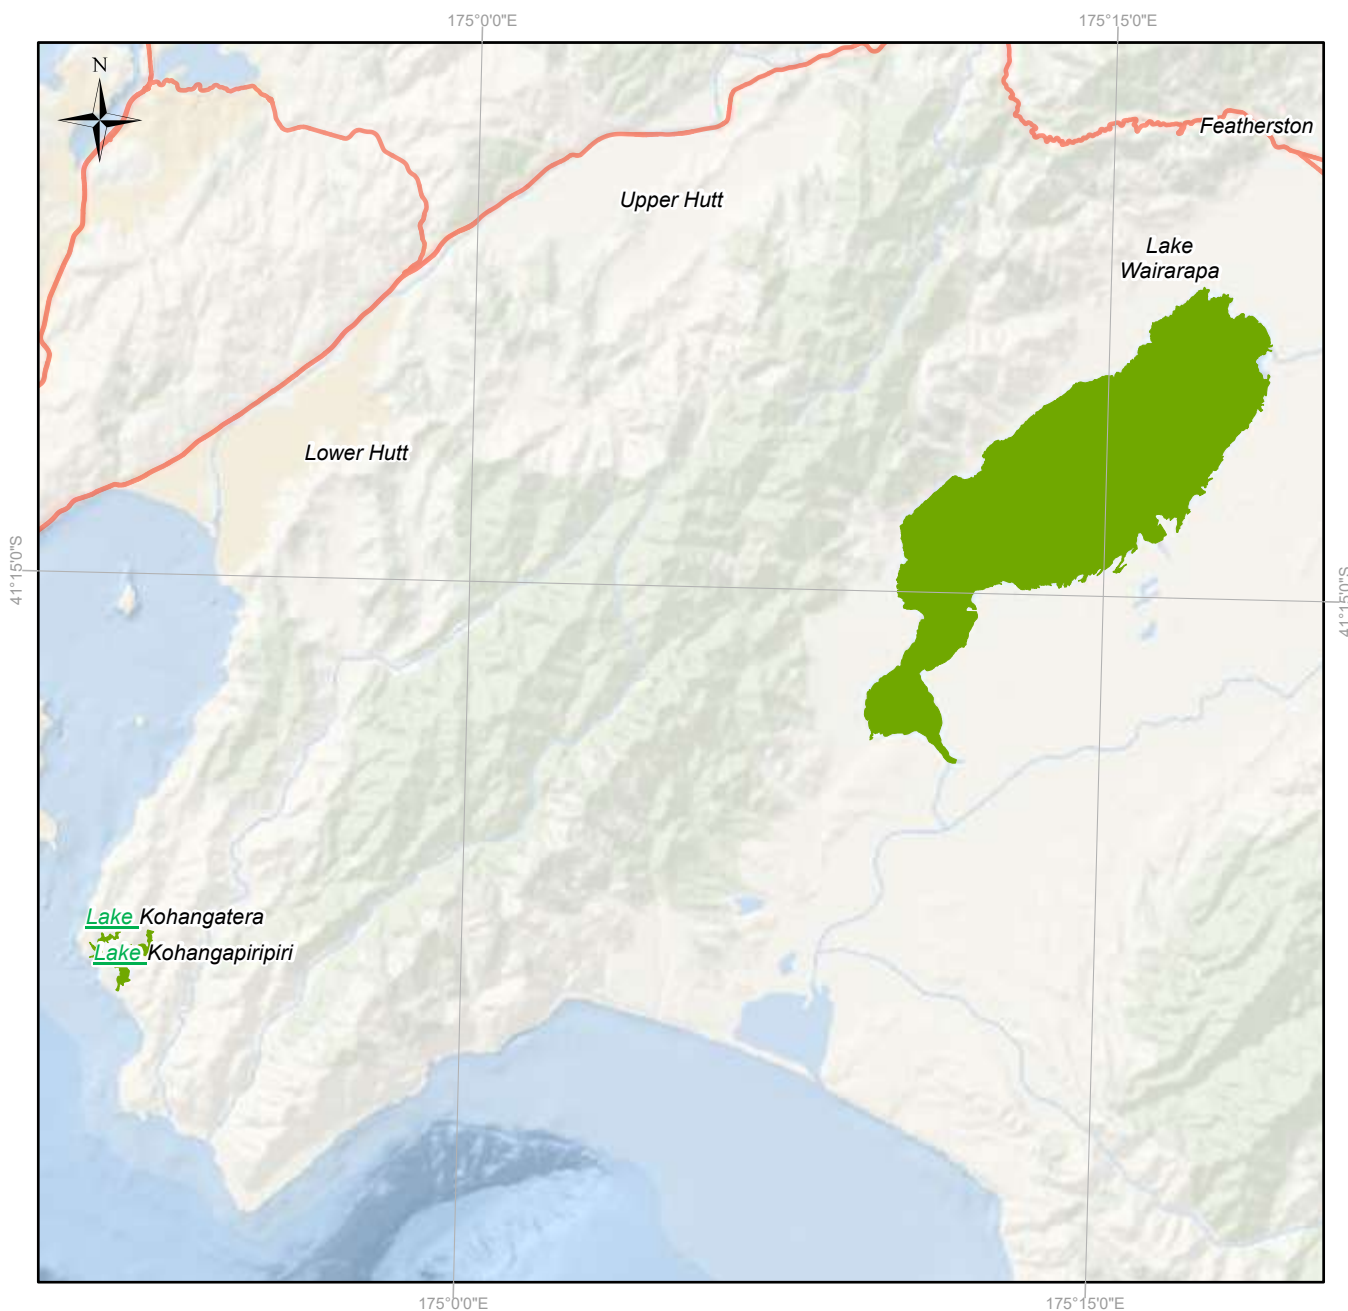 175°0'0"E
175°15'0"E
N
Featherston
Upper Hutt
Lake
Wairarapa
Lower Hutt
41°15'0"S
41°15'0"S
Lake Kohangatera
Lake Kohangapiripiri
175°0'0"E
175°15'0"E